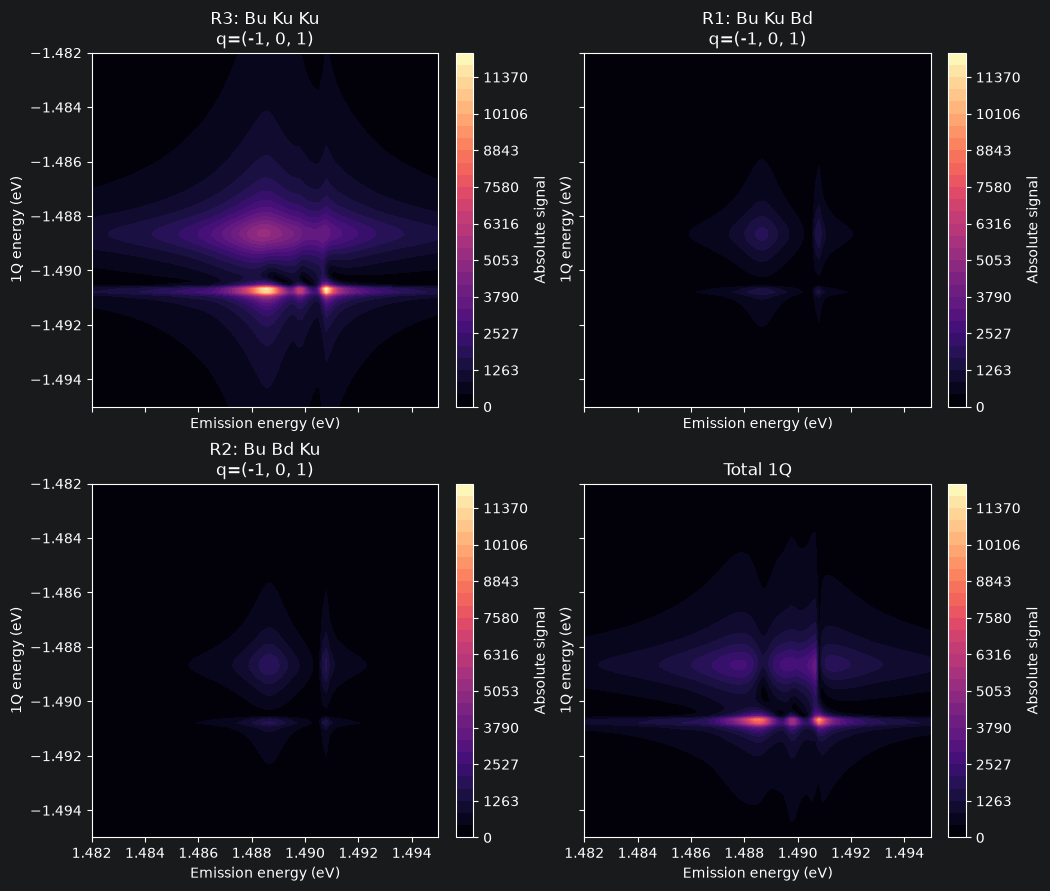 R3: Bu Ku Ku
q=(-1, 0, 1)
−1.482
−1.484
−1.486
−1.488
−1.490
−1.492
−1.494
1Q energy (eV)
Emission energy (eV)
11370
10106
8843
7580
6316
5053
3790
2527
1263
0
Absolute signal
R1: Bu Ku Bd
q=(-1, 0, 1)
1Q energy (eV)
Emission energy (eV)
11370
10106
8843
7580
6316
5053
3790
2527
1263
0
Absolute signal
R2: Bu Bd Ku
q=(-1, 0, 1)
−1.482
−1.484
−1.486
−1.488
−1.490
−1.492
−1.494
1Q energy (eV)
1.482 1.484 1.486 1.488 1.490 1.492 1.494
Emission energy (eV)
11370
10106
8843
7580
6316
5053
3790
2527
1263
0
Absolute signal
Total 1Q
1Q energy (eV)
1.482 1.484 1.486 1.488 1.490 1.492 1.494
Emission energy (eV)
11370
10106
8843
7580
6316
5053
3790
2527
1263
0
Absolute signal